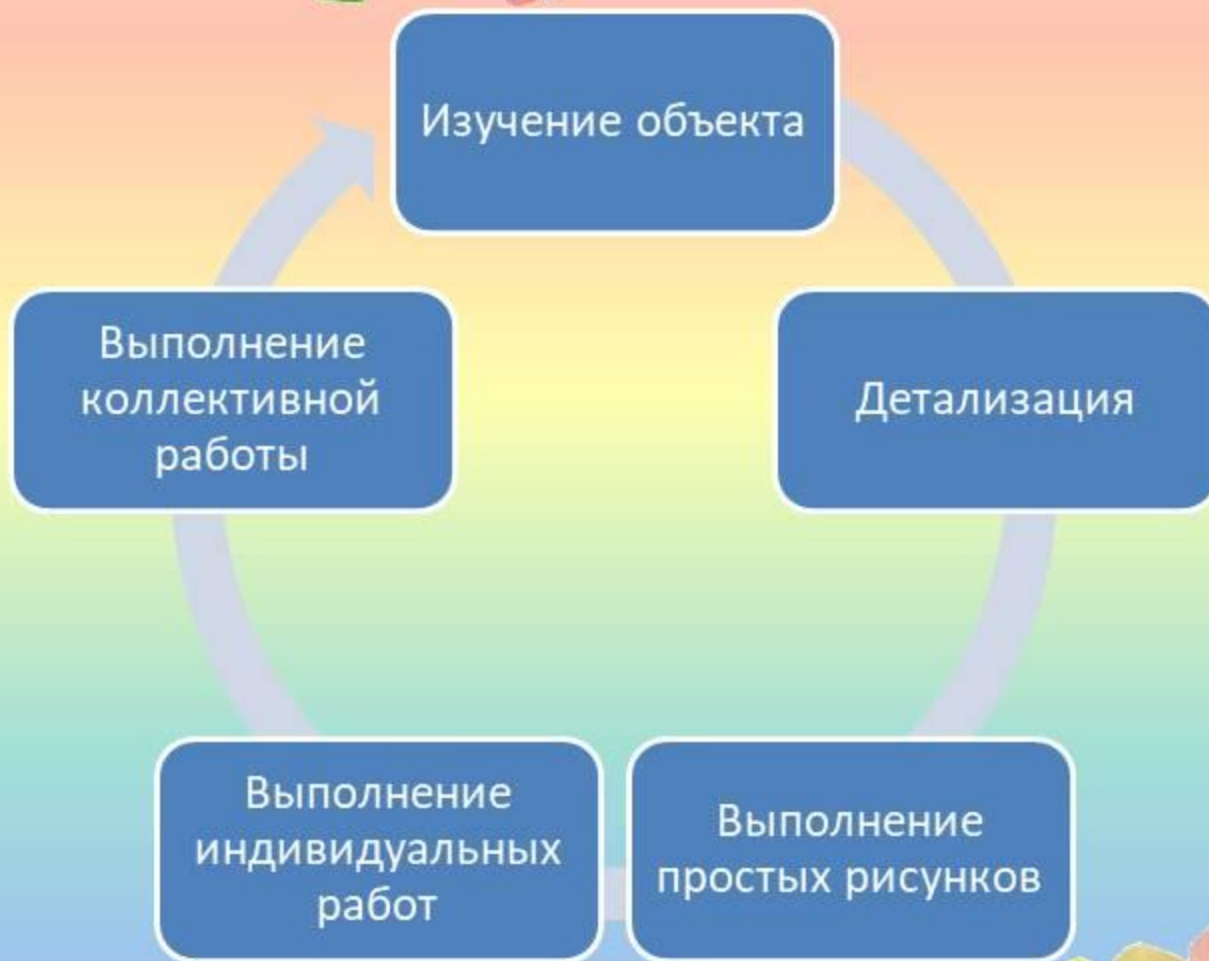 Изучение объекта
Детализация
Выполнение
простых рисунков
Выполнение
индивидуальных
работ
Выполнение
коллективной
работы